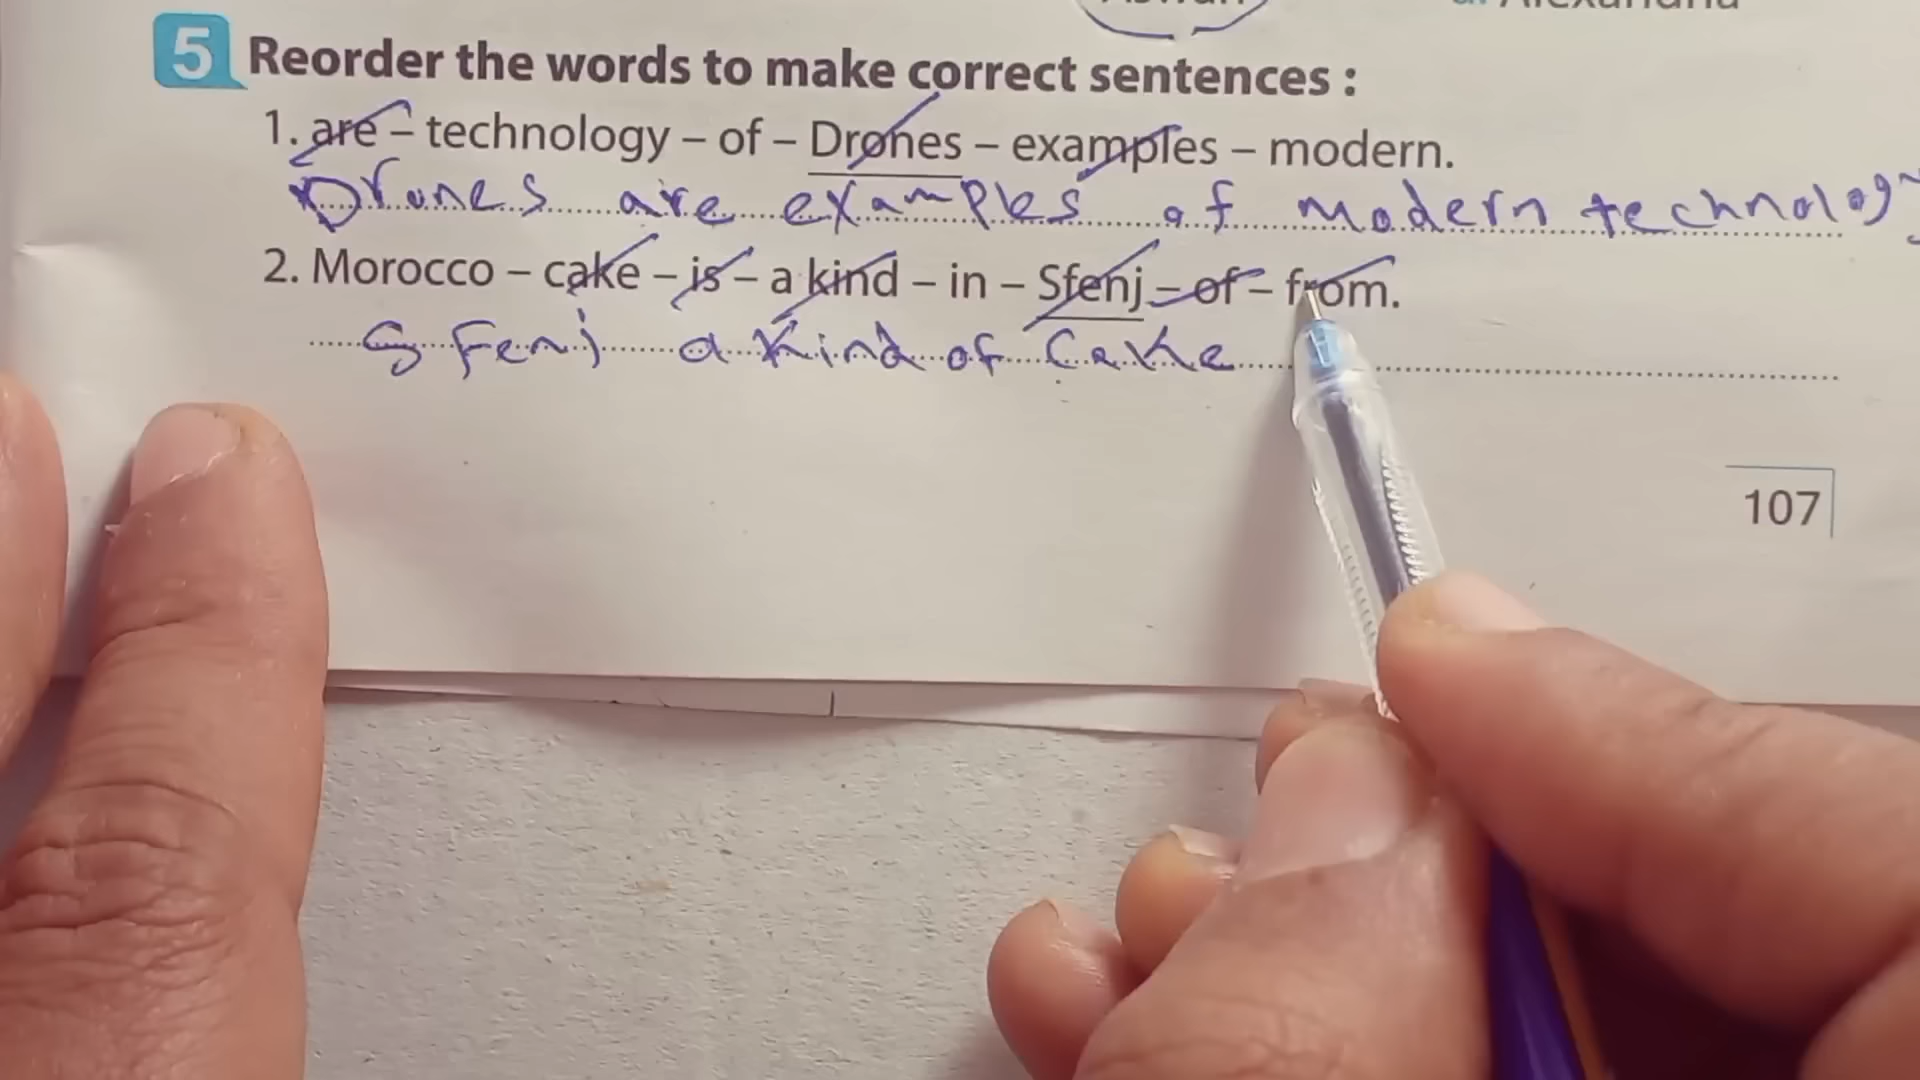 5 Reorder the words to make correct sentences :
1. are – technology – of – Drones – examples – modern.
Drones are examples of modern technology
2. Morocco – cake – is – a kind – in – Sfenj – of – from.
Sfenj a kind of cake
107